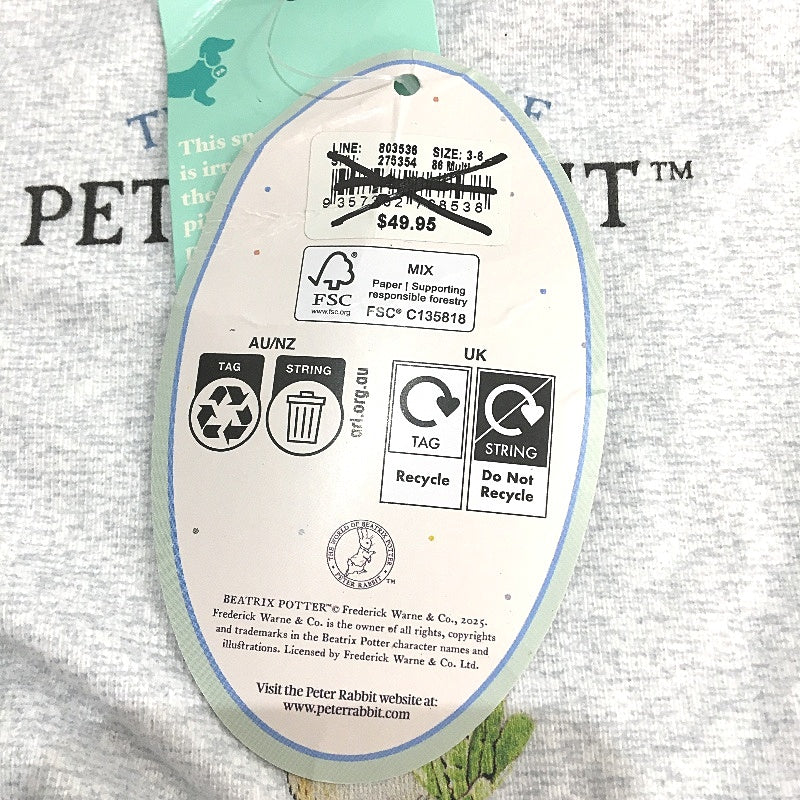 This
is
the
PET
T™
LINE: 803536 SIZE: 3-6
275354 86 Multi
$49.95
FSC
www.fsc.org
MIX
Paper | Supporting
responsible forestry
FSC® C135818
AU/NZ
TAG
STRING
arl.org.au
UK
TAG
Recycle
STRING
Do Not
Recycle
THE WORLD OF BEATRIX POTTER
PETER RABBIT
TM
BEATRIX POTTER™ © Frederick Warne & Co., 2025.
Frederick Warne & Co. is the owner of all rights, copyrights
and trademarks in the Beatrix Potter character names and
illustrations. Licensed by Frederick Warne & Co. Ltd.
Visit the Peter Rabbit website at:
www.peterrabbit.com